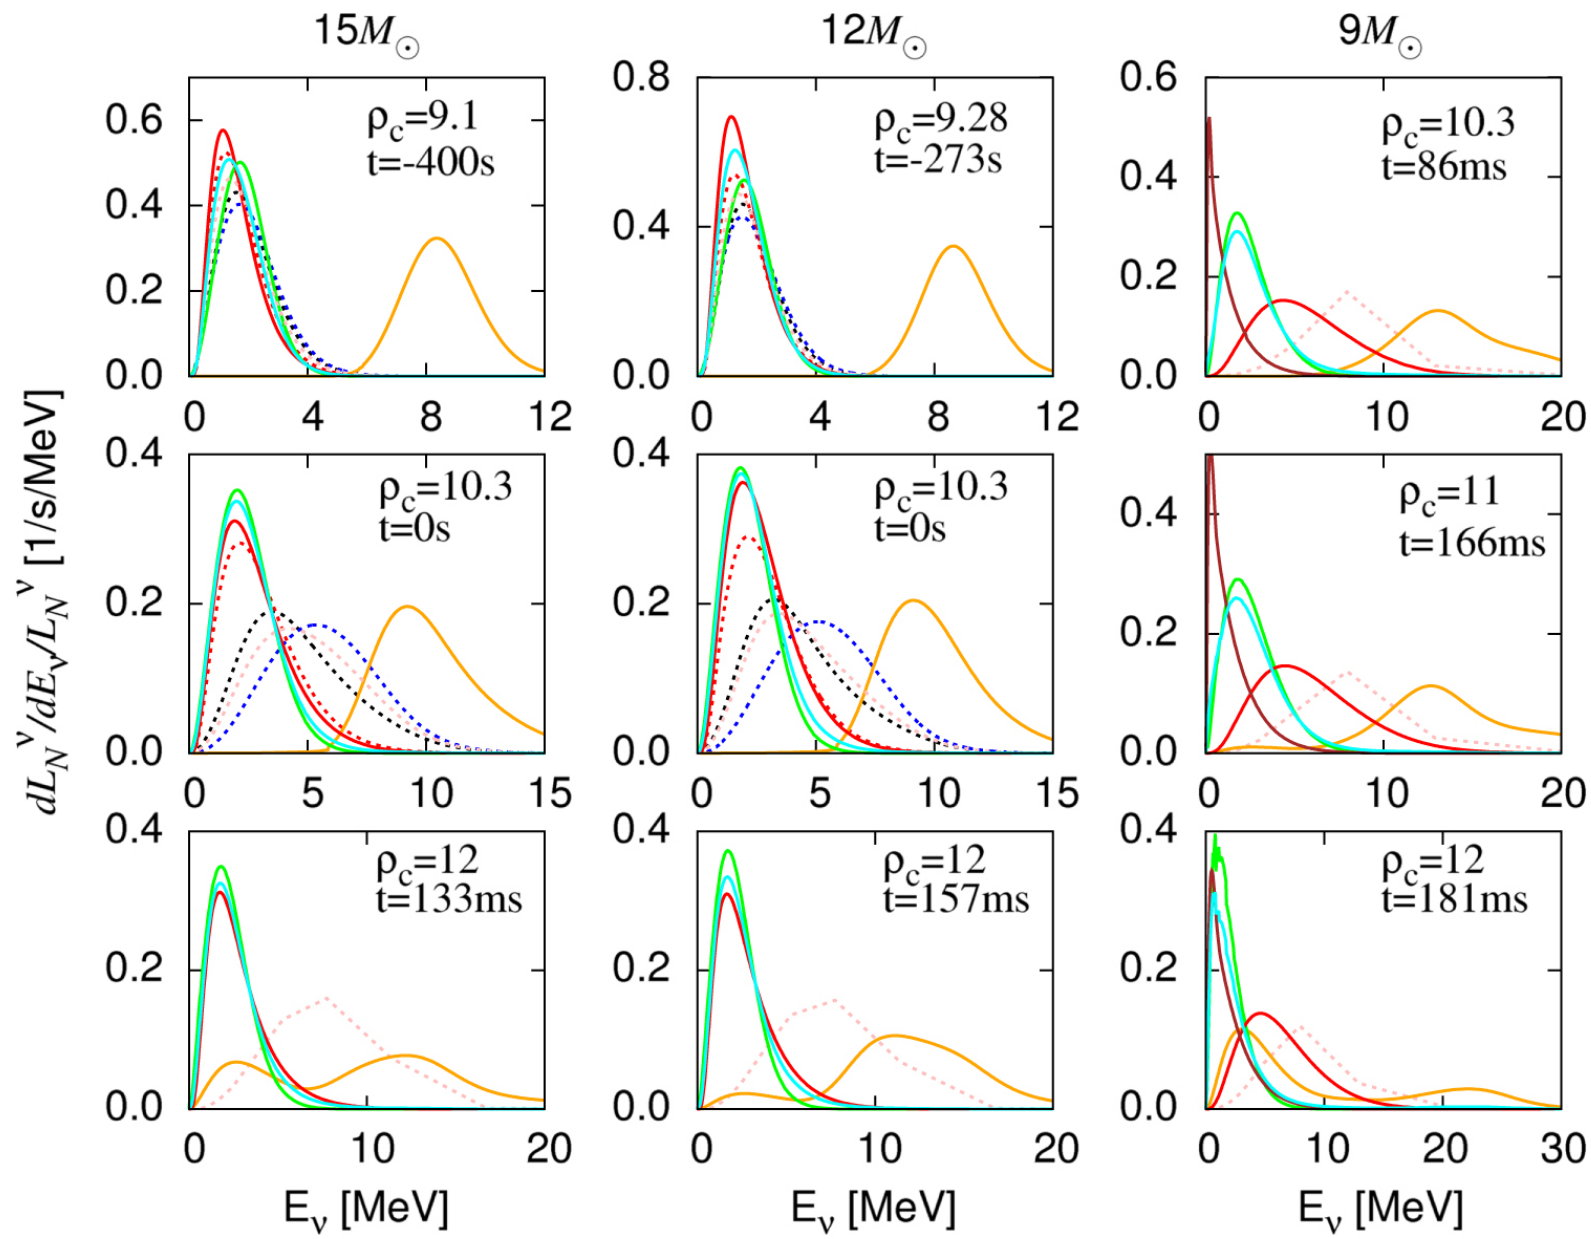 15M☉ 12M☉ 9M☉
0.6 0.8 0.6
ρc=9.1 ρc=9.28 ρc=10.3
t=-400s t=-273s t=86ms
0.4 0.4 0.4
0.2 0.2
0.0 0.0 0.0
0 4 8 12 0 4 8 12 0 10 20
0.4 0.4
ρc=10.3 ρc=10.3 ρc=11
t=0s t=0s t=166ms
0.4
0.2 0.2 0.2
0.0 0.0 0.0
0 5 10 15 0 5 10 15 0 10 20
dL_N^ν/dE_ν/L_N^ν [1/s/MeV]
0.4 0.4 0.4
ρc=12 ρc=12 ρc=12
t=133ms t=157ms t=181ms
0.2 0.2 0.2
0.0 0.0 0.0
0 10 20 0 10 20 0 10 20 30
Eν [MeV] Eν [MeV] Eν [MeV]